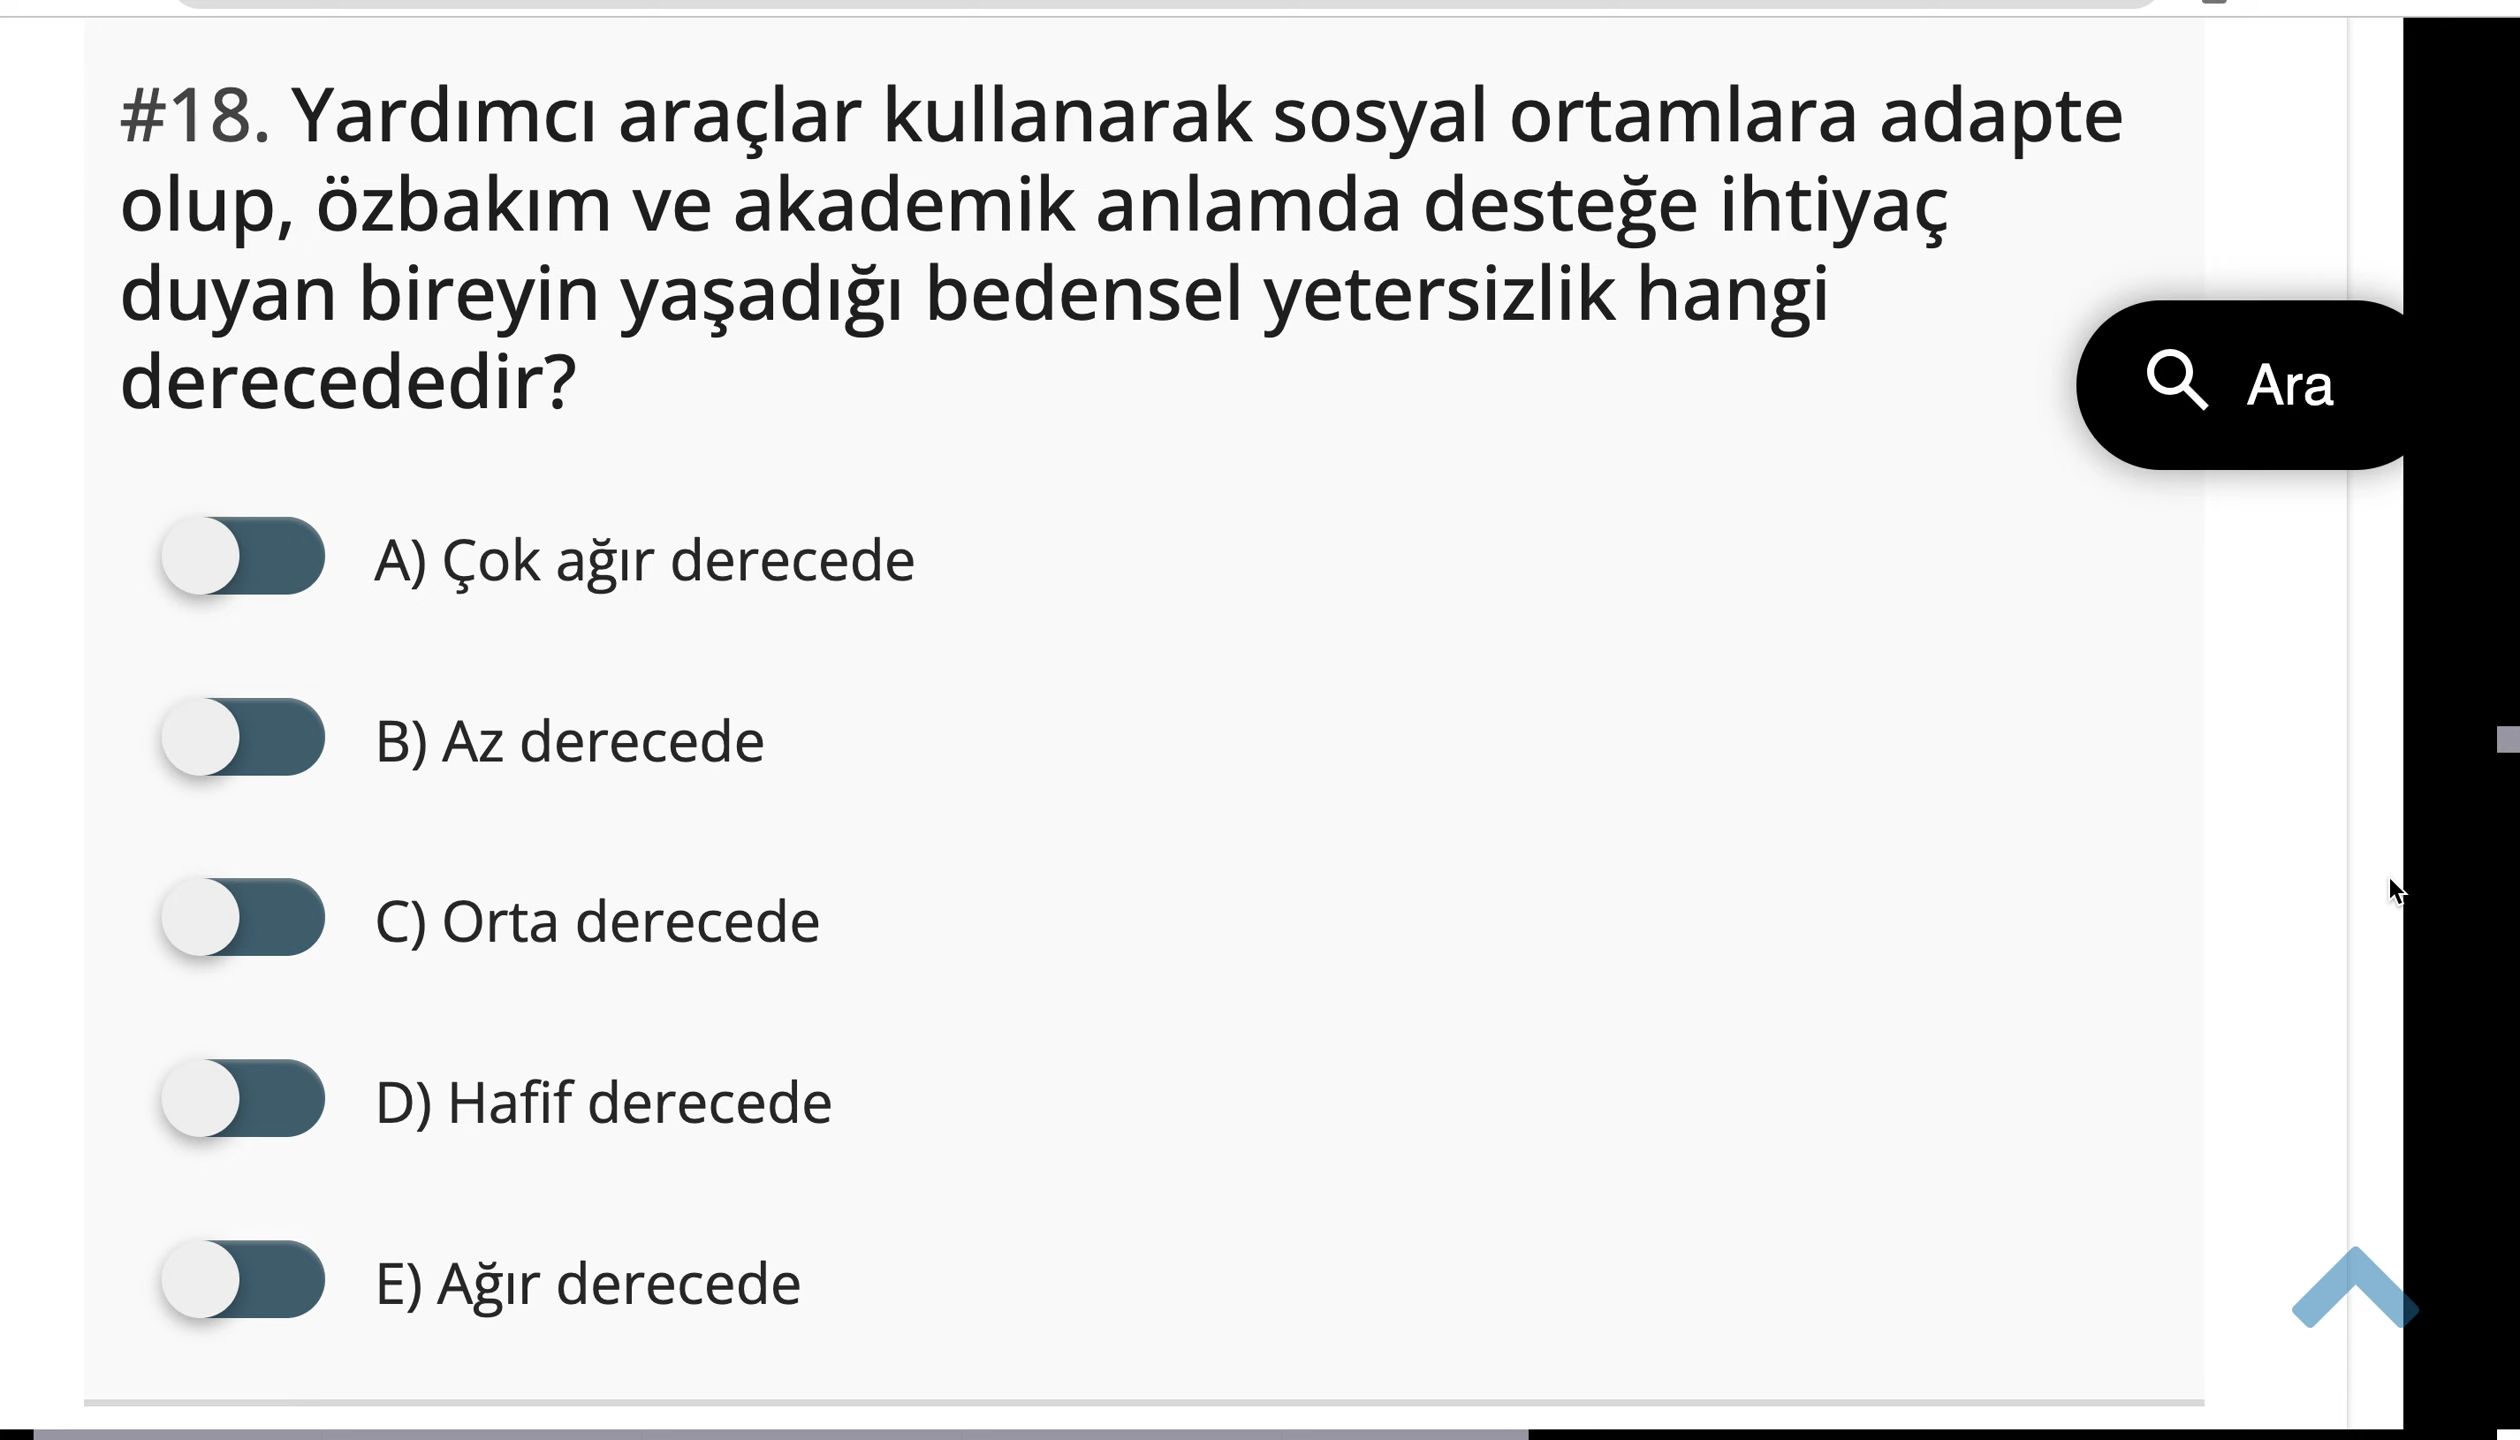 #18. Yardımcı araçlar kullanarak sosyal ortamlara adapte
olup, özbakım ve akademik anlamda desteğe ihtiyaç
duyan bireyin yaşadığı bedensel yetersizlik hangi
derecededir?
Ara
A) Çok ağır derecede
B) Az derecede
C) Orta derecede
D) Hafif derecede
E) Ağır derecede